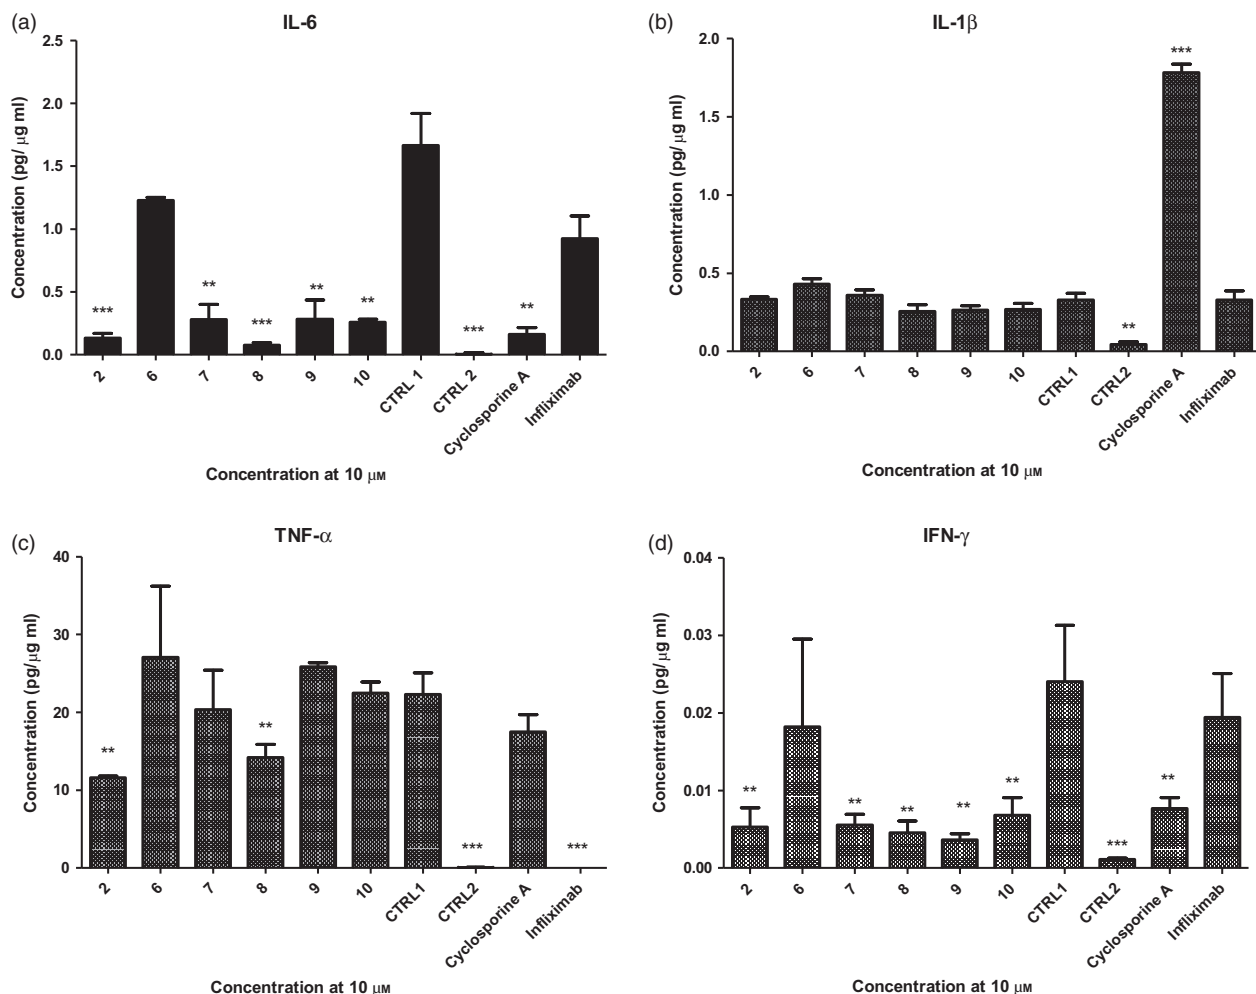 (a)
IL-6
Concentration (pg/ μg ml)
2.5
2.0
1.5
1.0
0.5
0.0
***
**
***
**
**
***
**
2
6
7
8
9
10
CTRL 1
CTRL 2
Cyclosporine A
Infliximab
Concentration at 10 μM
(b)
IL-1β
Concentration (pg/ μg ml)
2.0
1.5
1.0
0.5
0.0
**
***
2
6
7
8
9
10
CTRL1
CTRL2
Cyclosporine A
Infliximab
Concentration at 10 μM
(c)
TNF-α
Concentration (pg/μg ml)
40
30
20
10
0
**
**
***
***
2
6
7
8
9
10
CTRL1
CTRL2
Cyclosporine A
Infliximab
Concentration at 10 μM
(d)
IFN-γ
Concentration (pg/μg ml)
0.04
0.03
0.02
0.01
0.00
**
**
**
**
**
***
**
2
6
7
8
9
10
CTRL1
CTRL2
Cyclosporine A
Infliximab
Concentration at 10 μM